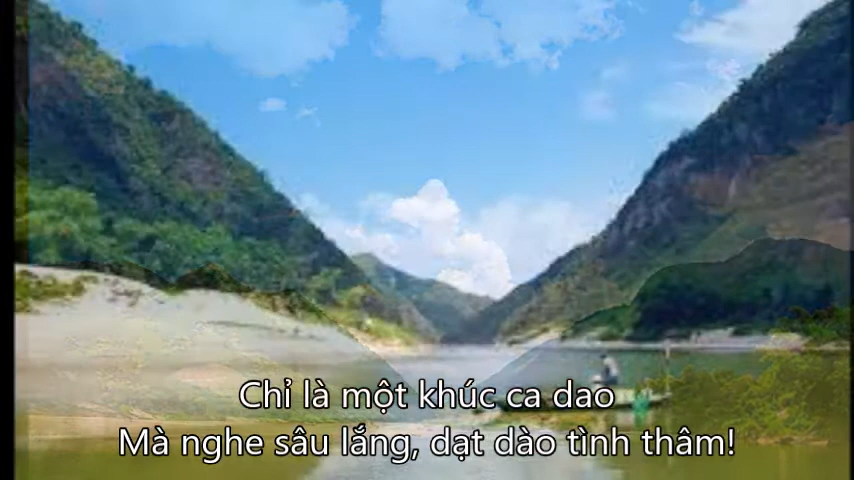 Chỉ là một khúc ca dao
Mà nghe sâu lắng, dạt dào tình thâm!